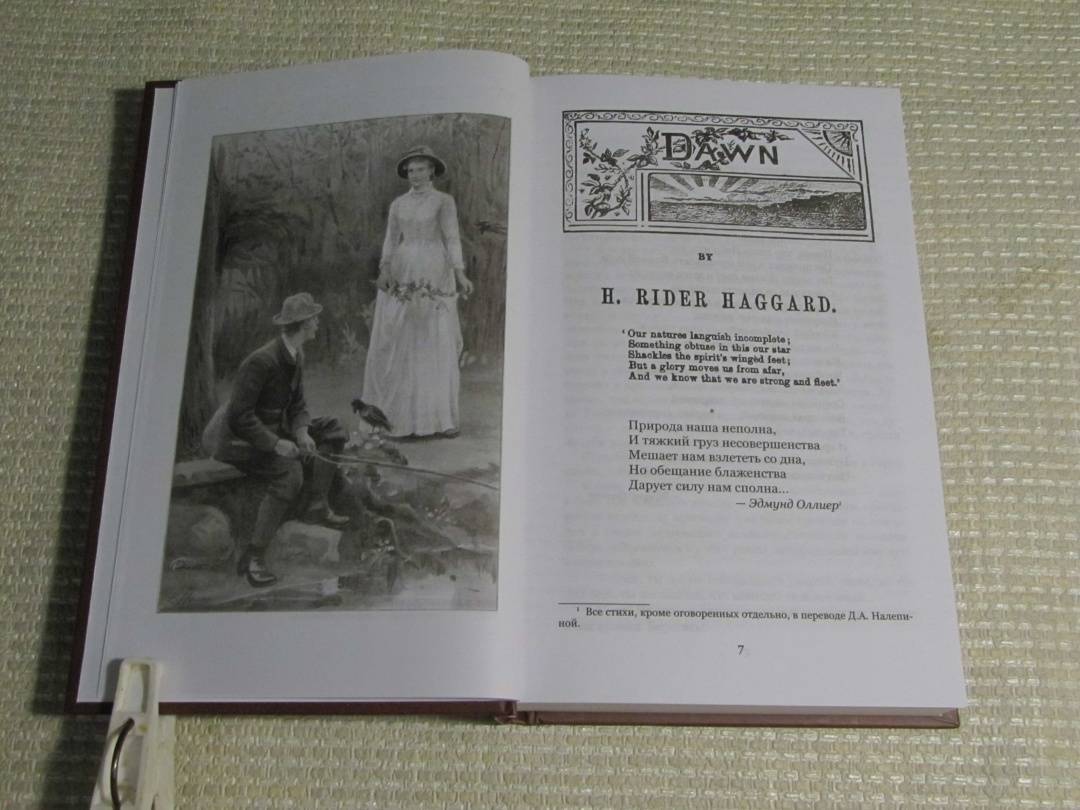 DAWN
BY
H. RIDER HAGGARD.
‘Our natures languish incomplete;
Something obtuse in this our star
Shackles the spirit's wingèd feet;
But a glory moves us from afar,
And we know that we are strong and fleet.’
*
Природа наша неполна,
И тяжкий груз несовершенства
Мешает нам взлететь со дна,
Но обещание блаженства
Дарует силу нам сполна...
— Эдмунд Оллиер¹
¹ Все стихи, кроме оговоренных отдельно, в переводе Д.А. Налепи-
ной.
7